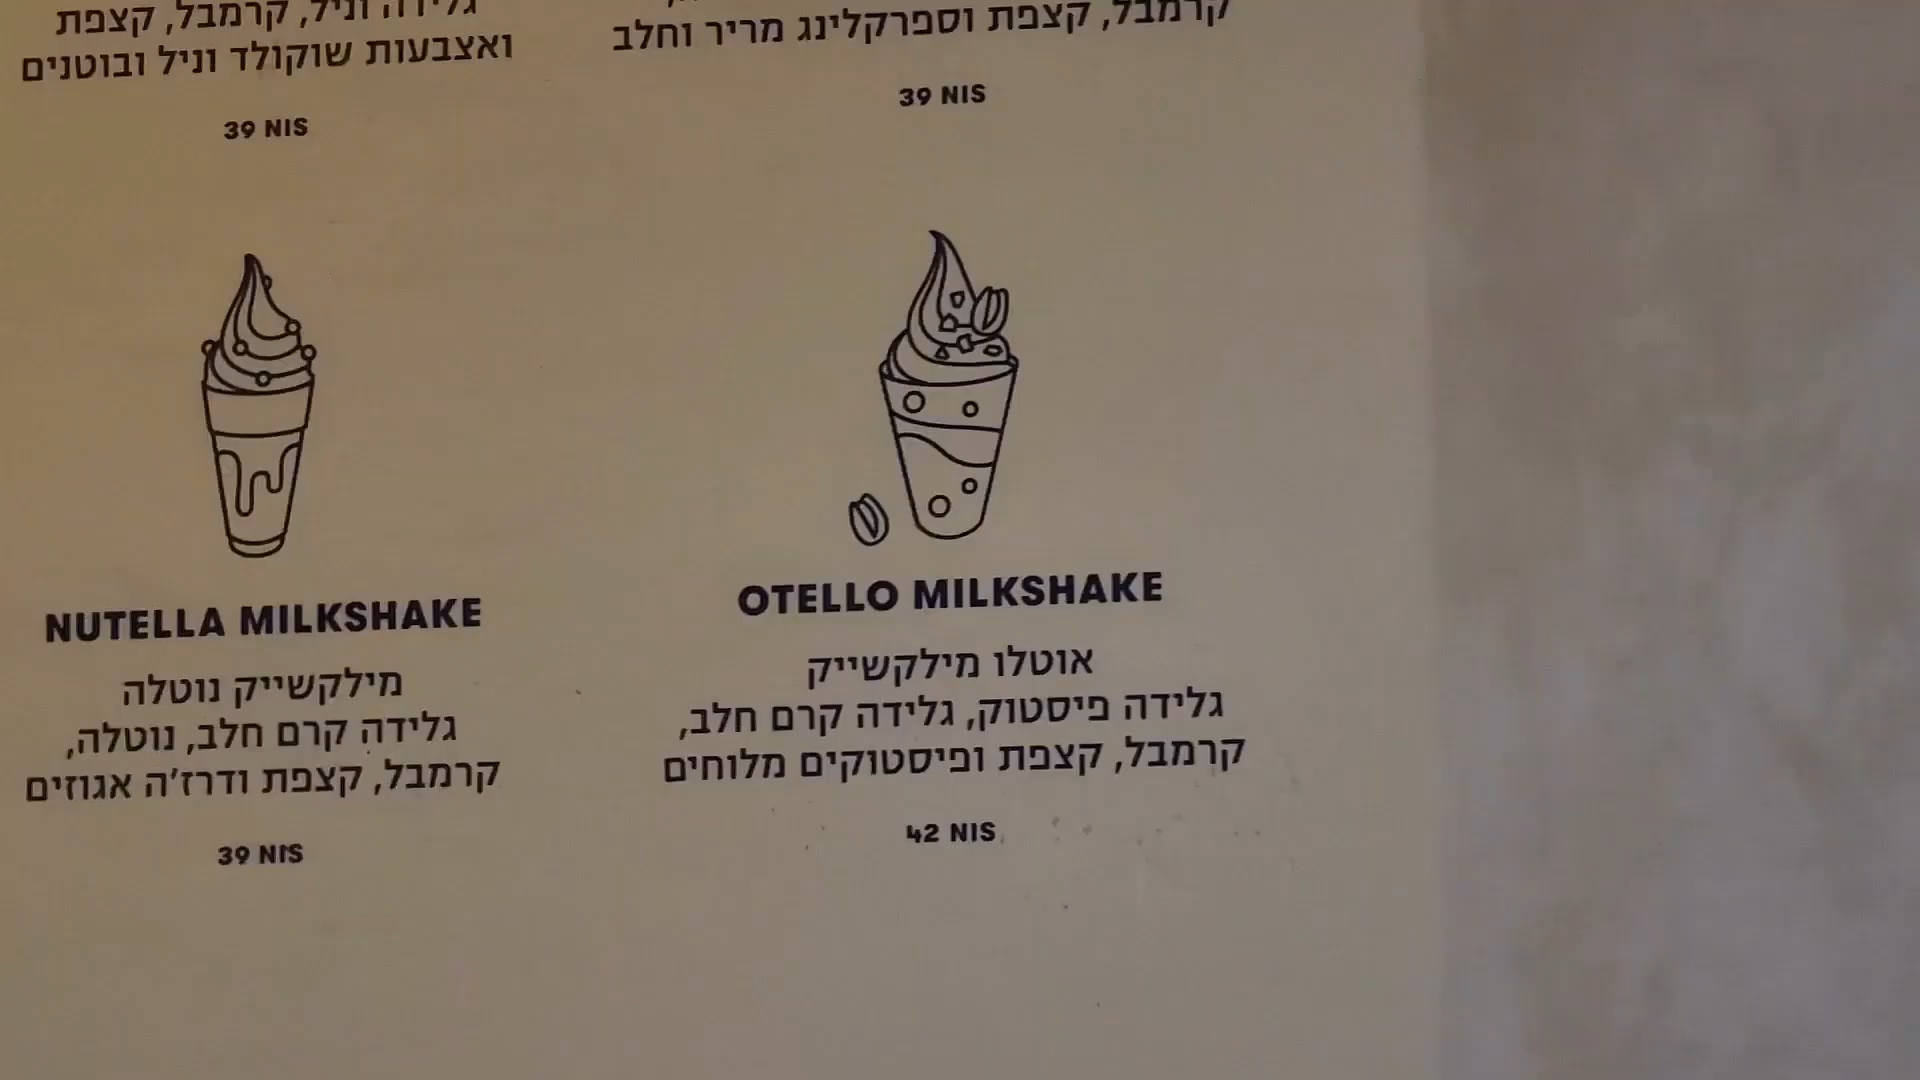 גלידה וניל, קרמבל, קצפת
ואצבעות שוקולד וניל ובוטנים
39 NIS
קרמבל, קצפת וספרקלינג מריר וחלב
39 NIS
NUTELLA MILKSHAKE
מילקשייק נוטלה
גלידה קרם חלב, נוטלה,
קרמבל, קצפת ודרז'ה אגוזים
39 NIS
OTELLO MILKSHAKE
אוטלו מילקשייק
גלידה פיסטוק, גלידה קרם חלב,
קרמבל, קצפת ופיסטוקים מלוחים
42 NIS